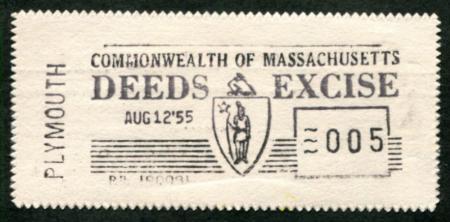 COMMONWEALTH OF MASSACHUSETTS
DEEDS EXCISE
PLYMOUTH
AUG 12'55
005